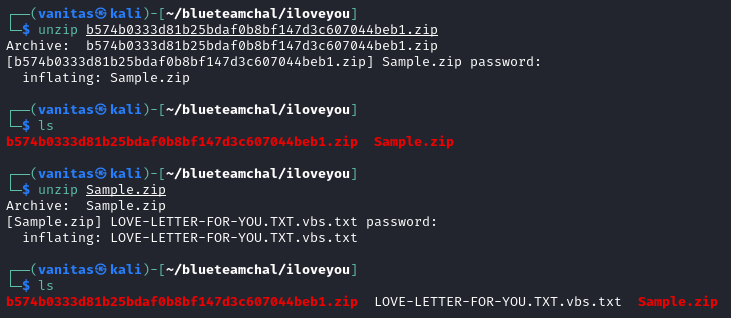 ┌──(vanitas㉿kali)-[~/blueteamchal/iloveyou]
└─$ unzip b574b0333d81b25bdaf0b8bf147d3c607044beb1.zip
Archive:  b574b0333d81b25bdaf0b8bf147d3c607044beb1.zip
[b574b0333d81b25bdaf0b8bf147d3c607044beb1.zip] Sample.zip password:
  inflating: Sample.zip
┌──(vanitas㉿kali)-[~/blueteamchal/iloveyou]
└─$ ls
b574b0333d81b25bdaf0b8bf147d3c607044beb1.zip  Sample.zip
┌──(vanitas㉿kali)-[~/blueteamchal/iloveyou]
└─$ unzip Sample.zip
Archive:  Sample.zip
[Sample.zip] LOVE-LETTER-FOR-YOU.TXT.vbs.txt password:
  inflating: LOVE-LETTER-FOR-YOU.TXT.vbs.txt
┌──(vanitas㉿kali)-[~/blueteamchal/iloveyou]
└─$ ls
b574b0333d81b25bdaf0b8bf147d3c607044beb1.zip  LOVE-LETTER-FOR-YOU.TXT.vbs.txt  Sample.zip